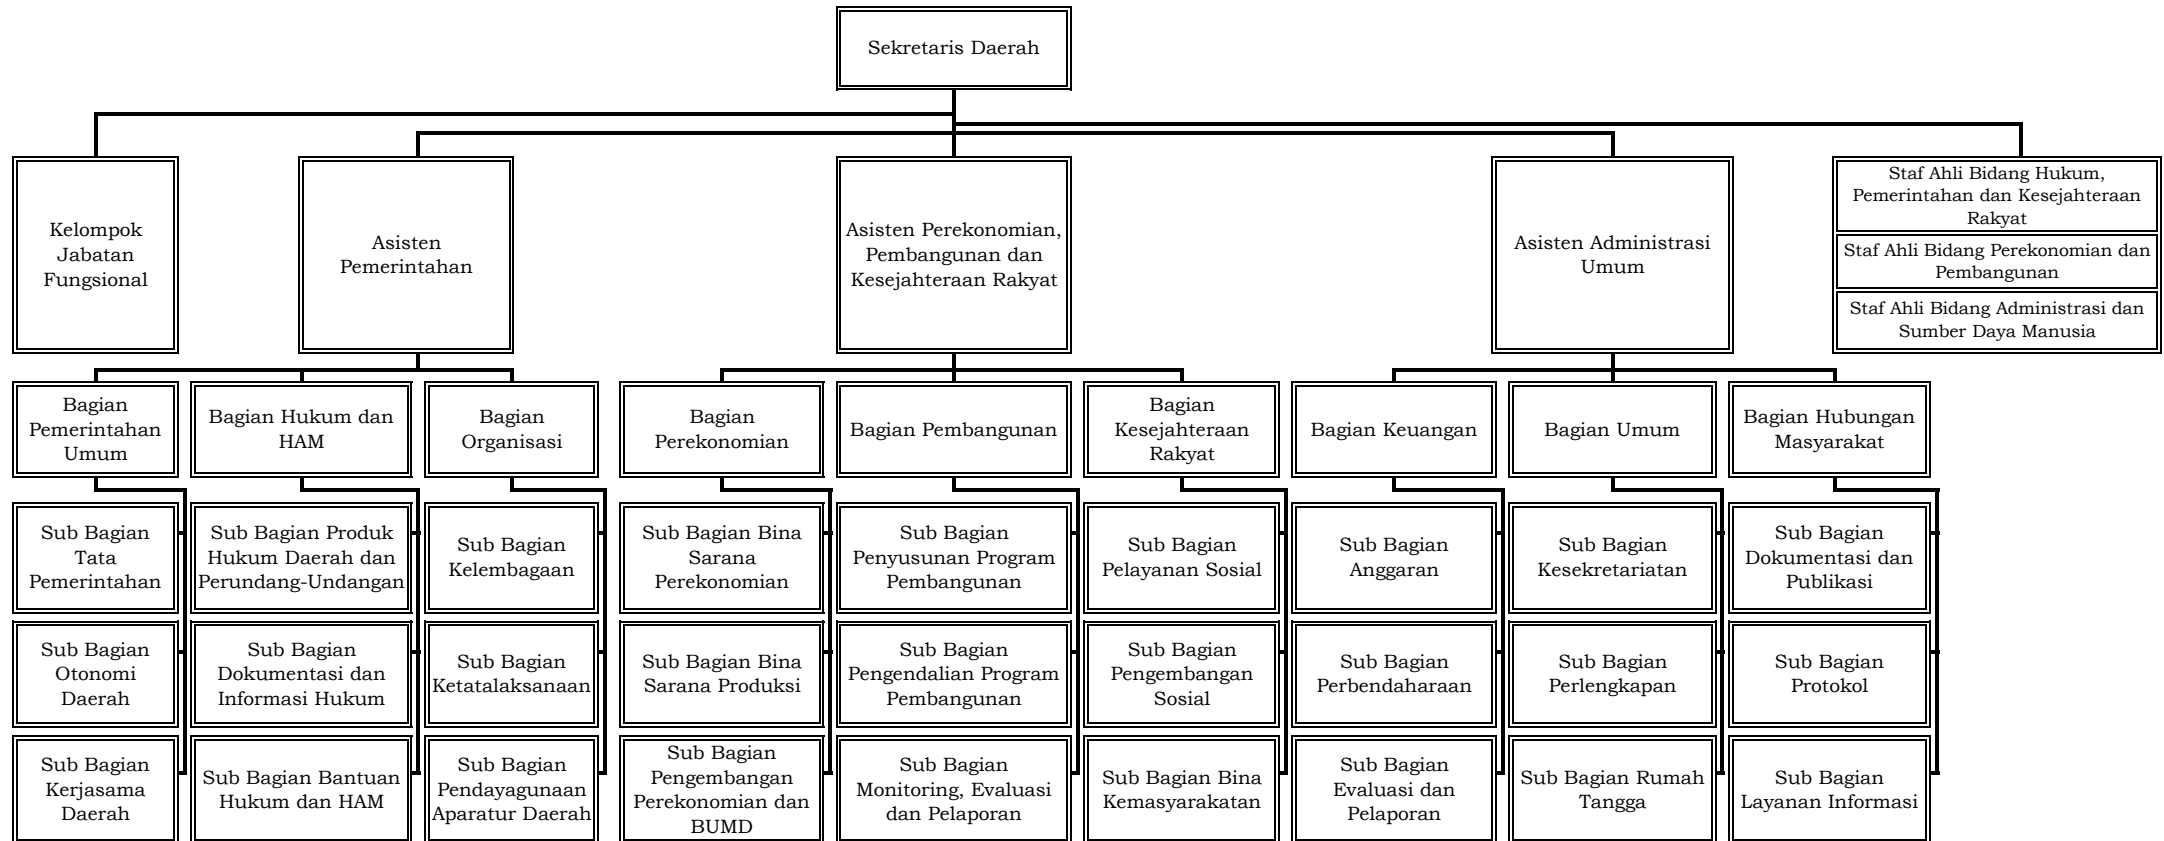 Sekretaris Daerah
Kelompok
Jabatan
Fungsional
Asisten
Pemerintahan
Asisten Perekonomian,
Pembangunan dan
Kesejahteraan Rakyat
Asisten Administrasi
Umum
Staf Ahli Bidang Hukum,
Pemerintahan dan Kesejahteraan
Rakyat
Staf Ahli Bidang Perekonomian dan
Pembangunan
Staf Ahli Bidang Administrasi dan
Sumber Daya Manusia
Bagian
Pemerintahan
Umum
Bagian Hukum dan
HAM
Bagian
Organisasi
Bagian
Perekonomian
Bagian Pembangunan
Bagian
Kesejahteraan
Rakyat
Bagian Keuangan
Bagian Umum
Bagian Hubungan
Masyarakat
Sub Bagian
Tata
Pemerintahan
Sub Bagian Produk
Hukum Daerah dan
Perundang-Undangan
Sub Bagian
Kelembagaan
Sub Bagian Bina
Sarana
Perekonomian
Sub Bagian
Penyusunan Program
Pembangunan
Sub Bagian
Pelayanan Sosial
Sub Bagian
Anggaran
Sub Bagian
Kesekretariatan
Sub Bagian
Dokumentasi dan
Publikasi
Sub Bagian
Otonomi
Daerah
Sub Bagian
Dokumentasi dan
Informasi Hukum
Sub Bagian
Ketatalaksanaan
Sub Bagian Bina
Sarana Produksi
Sub Bagian
Pengendalian Program
Pembangunan
Sub Bagian
Pengembangan
Sosial
Sub Bagian
Perbendaharaan
Sub Bagian
Perlengkapan
Sub Bagian
Protokol
Sub Bagian
Kerjasama
Daerah
Sub Bagian Bantuan
Hukum dan HAM
Sub Bagian
Pendayagunaan
Aparatur Daerah
Sub Bagian
Pengembangan
Perekonomian dan
BUMD
Sub Bagian
Monitoring, Evaluasi
dan Pelaporan
Sub Bagian Bina
Kemasyarakatan
Sub Bagian
Evaluasi dan
Pelaporan
Sub Bagian Rumah
Tangga
Sub Bagian
Layanan Informasi